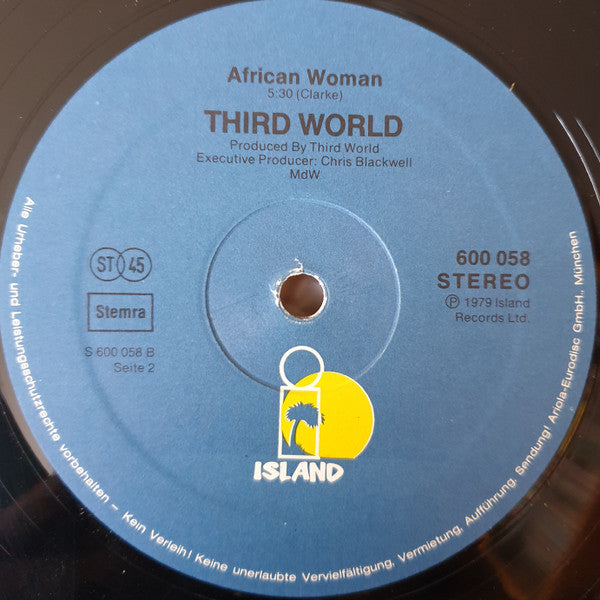 African Woman
5:30 (Clarke)
THIRD WORLD
Produced By Third World
Executive Producer: Chris Blackwell
MdW
ST 45
Stemra
S 600 058 B
Seite 2
600 058
STEREO
Ⓟ 1979 Island
Records Ltd.
ISLAND
Alle Urheber- und Leistungsschutzrechte vorbehalten – Kein Verleih! Keine unerlaubte Vervielfältigung, Vermietung, Aufführung, Sendung! Ariola-Eurodisc GmbH., München